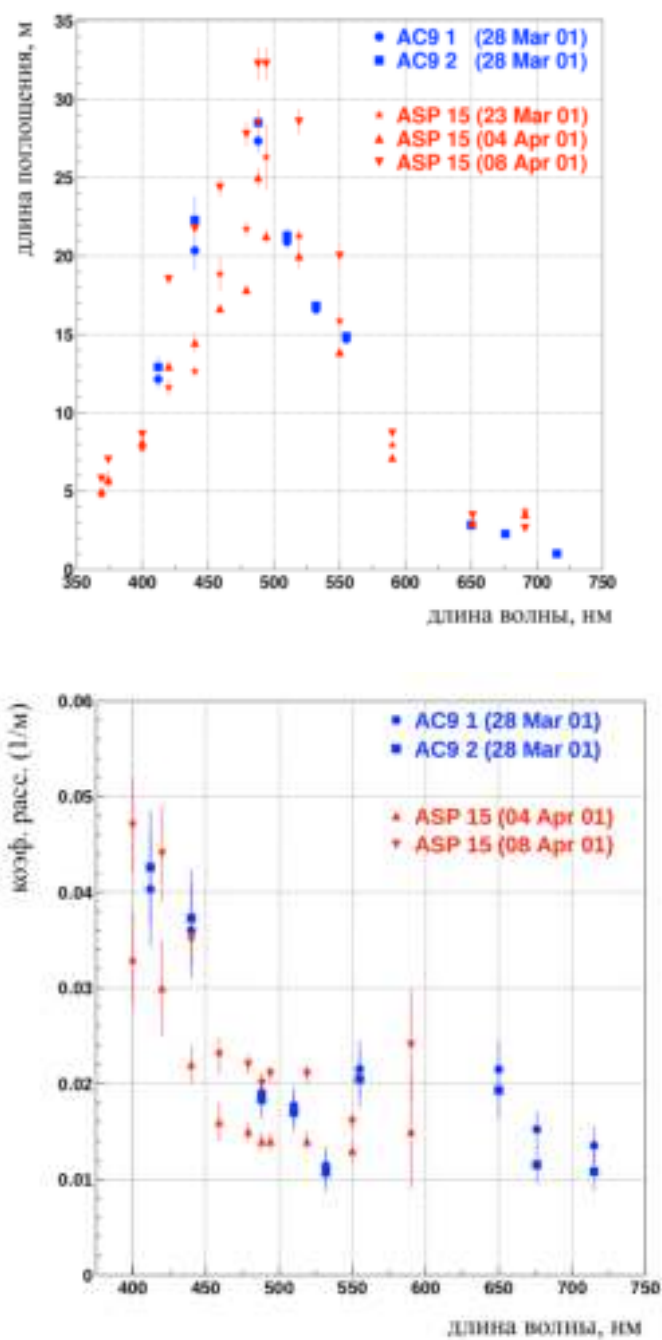 длина поглощения, м
35
30
25
20
15
10
5
0
AC9 1 (28 Mar 01)
AC9 2 (28 Mar 01)
ASP 15 (23 Mar 01)
ASP 15 (04 Apr 01)
ASP 15 (08 Apr 01)
350 400 450 500 550 600 650 700 750
длина волны, нм
коэф. расс. (1/м)
0.06
0.05
0.04
0.03
0.02
0.01
0
AC9 1 (28 Mar 01)
AC9 2 (28 Mar 01)
ASP 15 (04 Apr 01)
ASP 15 (08 Apr 01)
400 450 500 550 600 650 700 750
длина волны, нм